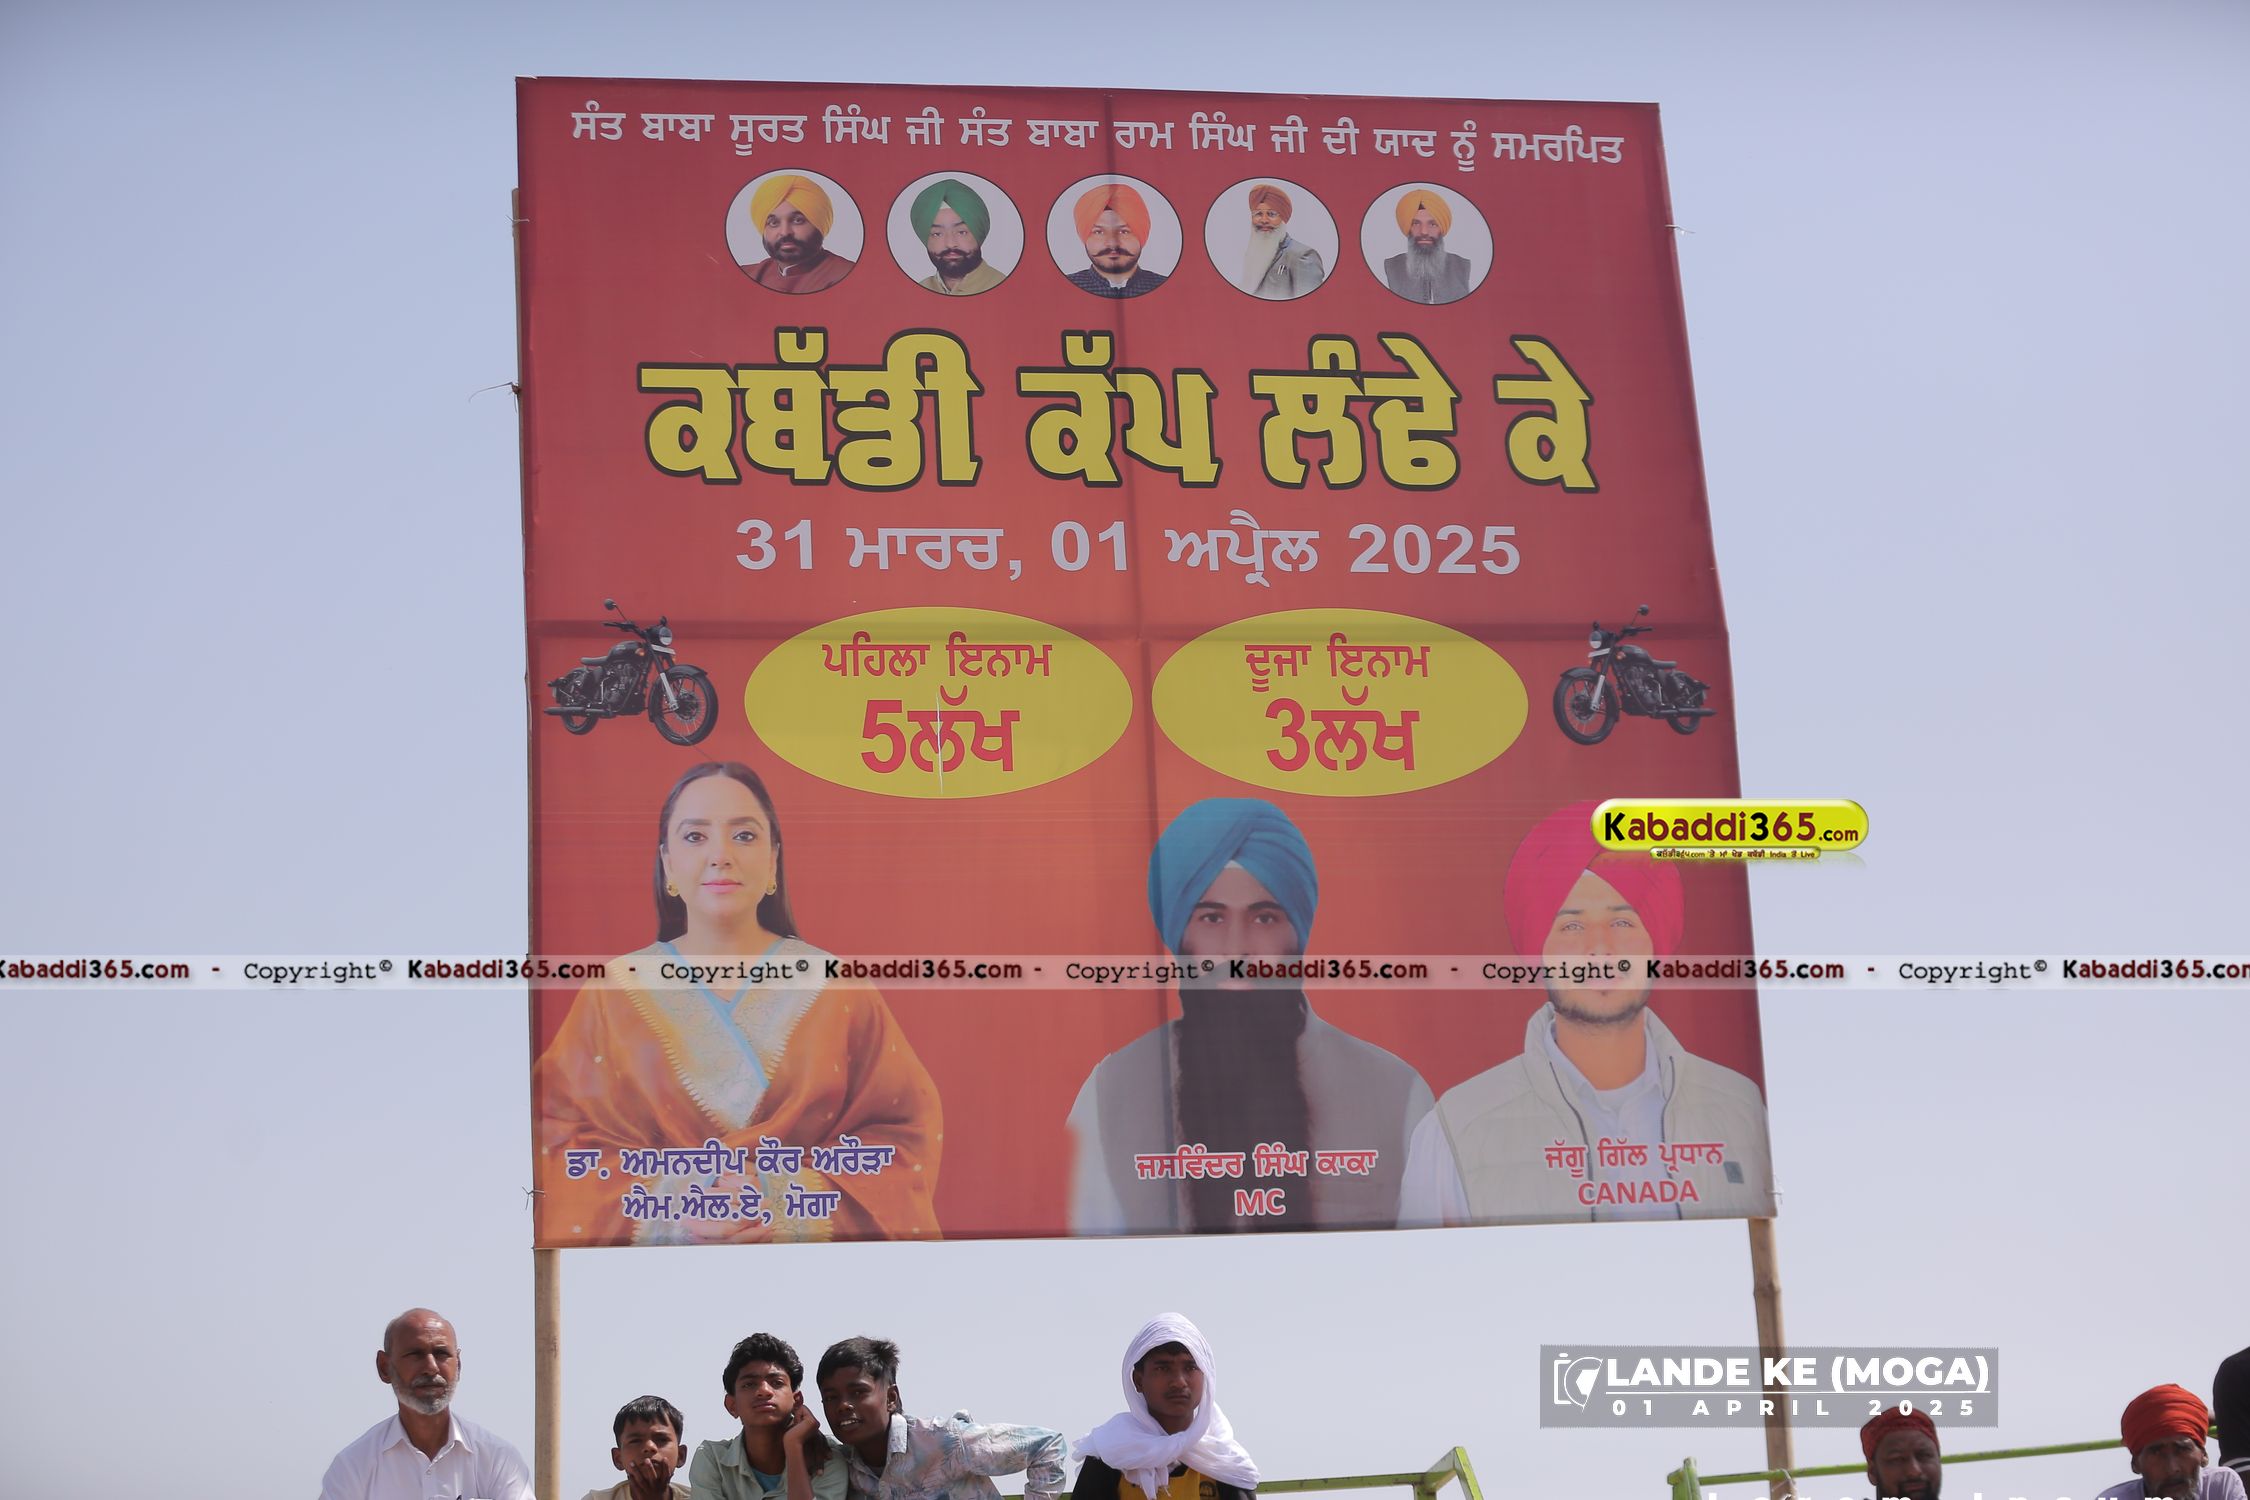 ਸੰਤ ਬਾਬਾ ਸੂਰਤ ਸਿੰਘ ਜੀ ਸੰਤ ਬਾਬਾ ਰਾਮ ਸਿੰਘ ਜੀ ਦੀ ਯਾਦ ਨੂੰ ਸਮਰਪਿਤ
ਕਬੱਡੀ ਕੱਪ ਲੰਢੇ ਕੇ
31 ਮਾਰਚ, 01 ਅਪ੍ਰੈਲ 2025
ਪਹਿਲਾ ਇਨਾਮ
5ਲੱਖ
ਦੂਜਾ ਇਨਾਮ
3ਲੱਖ
Kabaddi365.com
Kabaddi365.com - Copyright© Kabaddi365.com - Copyright© Kabaddi365.com - Copyright© Kabaddi365.com - Copyright© Kabaddi365.com - Copyright© Kabaddi365.com
ਡਾ. ਅਮਨਦੀਪ ਕੌਰ ਅਰੋੜਾ
ਐਮ.ਐਲ.ਏ, ਮੋਗਾ
ਜਸਵਿੰਦਰ ਸਿੰਘ ਕਾਕਾ
MC
ਜੱਗੂ ਗਿੱਲ ਪ੍ਰਧਾਨ
CANADA
LANDE KE (MOGA)
01 APRIL 2025